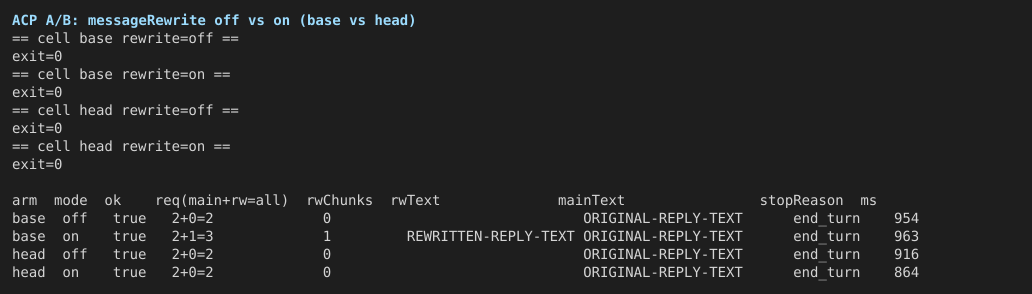 ACP A/B: messageRewrite off vs on (base vs head)
== cell base rewrite=off ==
exit=0
== cell base rewrite=on ==
exit=0
== cell head rewrite=off ==
exit=0
== cell head rewrite=on ==
exit=0
arm mode ok req(main+rw=all) rwChunks rwText mainText stopReason ms
base off true 2+0=2 0 ORIGINAL-REPLY-TEXT end_turn 954
base on true 2+1=3 1 REWRITTEN-REPLY-TEXT ORIGINAL-REPLY-TEXT end_turn 963
head off true 2+0=2 0 ORIGINAL-REPLY-TEXT end_turn 916
head on true 2+0=2 0 ORIGINAL-REPLY-TEXT end_turn 864